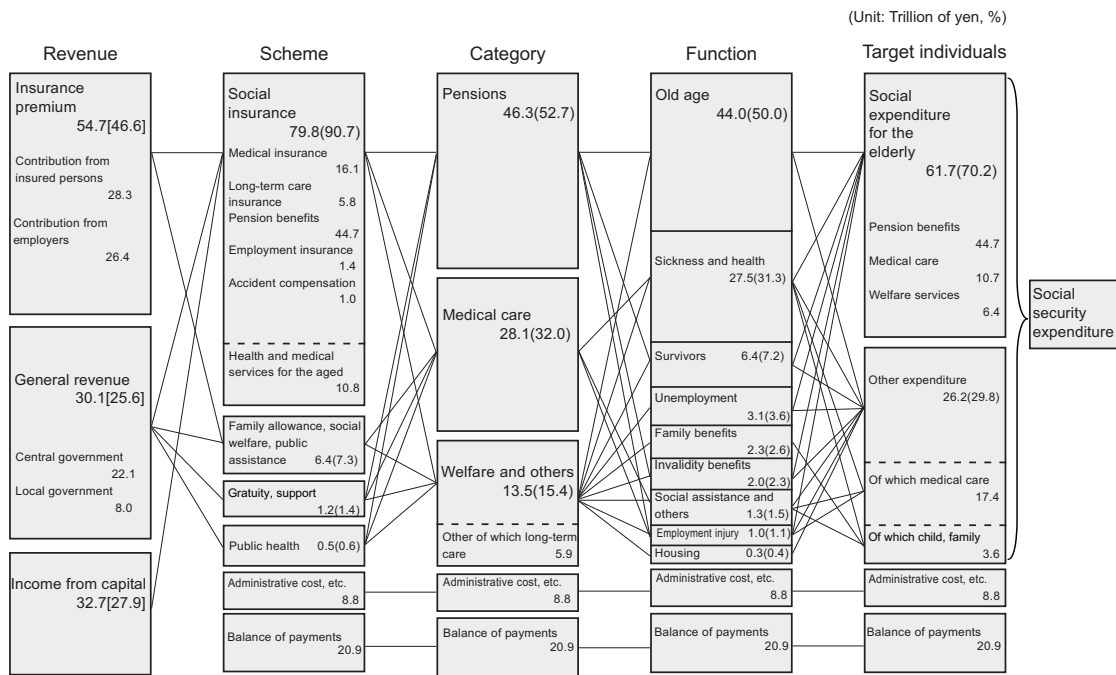 (Unit: Trillion of yen, %)
Revenue
Insurance
premium
54.7[46.6]
Contribution from
insured persons
28.3
Contribution from
employers
26.4
General revenue
30.1[25.6]
Central government
22.1
Local government
8.0
Income from capital
32.7[27.9]
Scheme
Social
insurance
79.8(90.7)
Medical insurance
16.1
Long-term care
insurance 5.8
Pension benefits
44.7
Employment insurance
1.4
Accident compensation
1.0
Health and medical
services for the aged
10.8
Family allowance, social
welfare, public
assistance 6.4(7.3)
Gratuity, support
1.2(1.4)
Public health 0.5(0.6)
Administrative cost, etc.
8.8
Balance of payments
20.9
Category
Pensions
46.3(52.7)
Medical care
28.1(32.0)
Welfare and others
13.5(15.4)
Other of which long-term
care 5.9
Administrative cost, etc.
8.8
Balance of payments
20.9
Function
Old age
44.0(50.0)
Sickness and health
27.5(31.3)
Survivors 6.4(7.2)
Unemployment
3.1(3.6)
Family benefits
2.3(2.6)
Invalidity benefits
2.0(2.3)
Social assistance and
others 1.3(1.5)
Employment injury 1.0(1.1)
Housing 0.3(0.4)
Administrative cost, etc.
8.8
Balance of payments
20.9
Target individuals
Social
expenditure
for the
elderly
61.7(70.2)
Pension benefits
44.7
Medical care
10.7
Welfare services
6.4
Other expenditure
26.2(29.8)
Of which medical care
17.4
Of which child, family
3.6
Administrative cost, etc.
8.8
Balance of payments
20.9
Social
security
expenditure